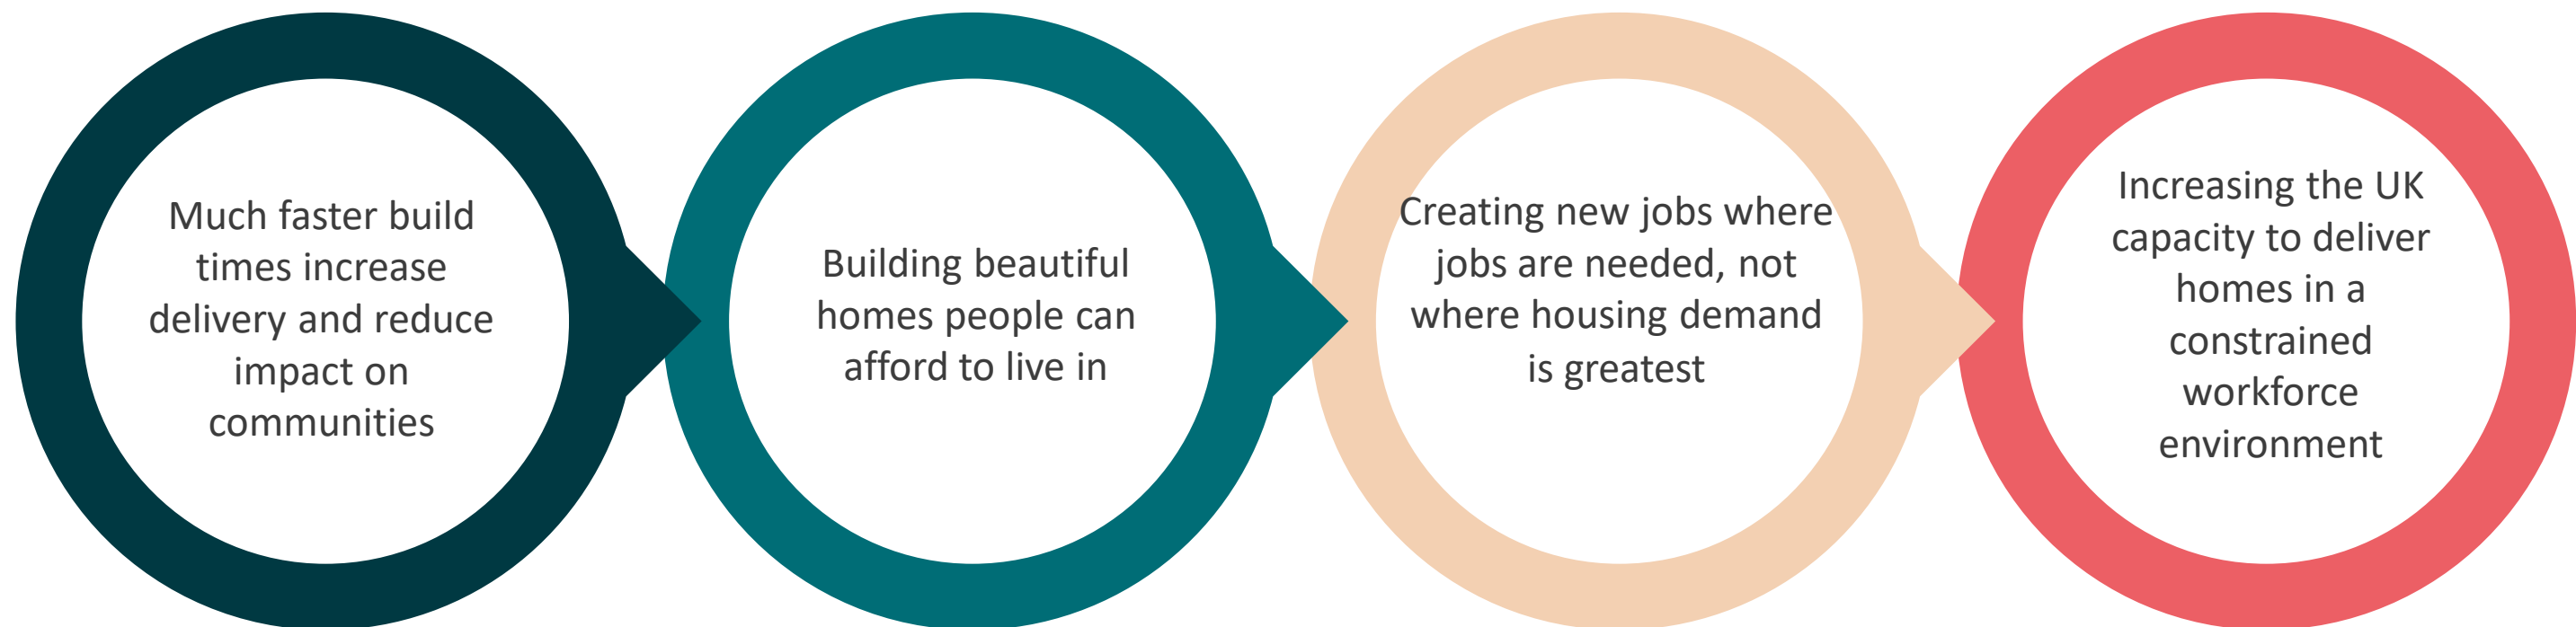 Much faster build
times increase
delivery and reduce
impact on
communities
Building beautiful
homes people can
afford to live in
Creating new jobs where
jobs are needed, not
where housing demand
is greatest
Increasing the UK
capacity to deliver
homes in a
constrained
workforce
environment